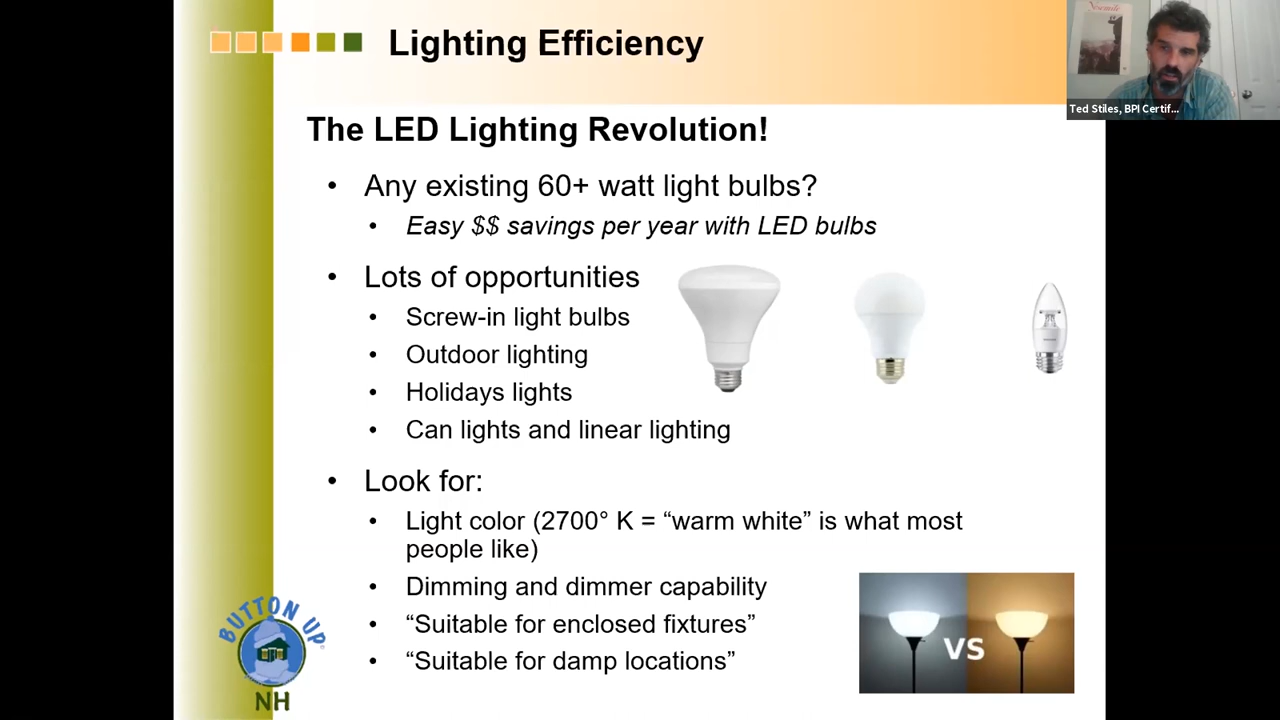 Lighting Efficiency
Yosemite
Ted Stiles, BPI Certif...
The LED Lighting Revolution!
• Any existing 60+ watt light bulbs?
• Easy $$ savings per year with LED bulbs
• Lots of opportunities
• Screw-in light bulbs
• Outdoor lighting
• Holidays lights
• Can lights and linear lighting
• Look for:
• Light color (2700° K = “warm white” is what most
people like)
• Dimming and dimmer capability
• “Suitable for enclosed fixtures”
• “Suitable for damp locations”
VS
BUTTON UP
NH